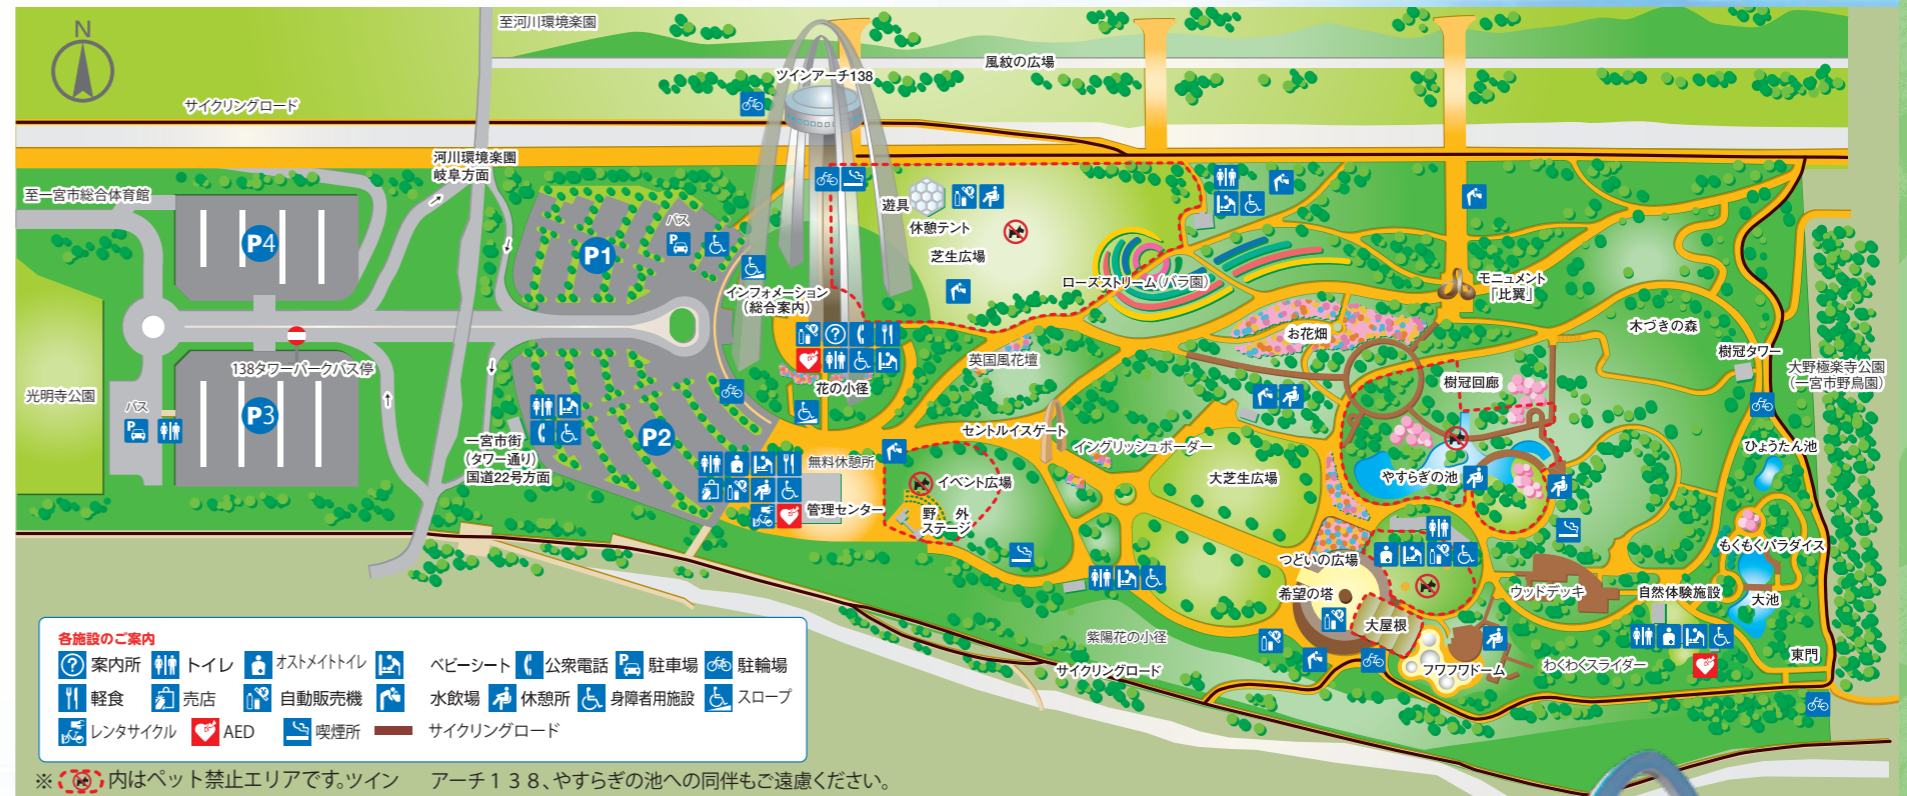 N
至河川環境楽園
風紋の広場
ツインアーチ138
サイクリングロード
河川環境楽園
岐阜方面
至一宮市総合体育館
P4
P1
バス
遊具
休憩テント
芝生広場
インフォメーション
(総合案内)
ローズストリーム(バラ園)
モニュメント
「比翼」
お花畑
木づきの森
樹冠タワー
大野極楽寺公園
(一宮市野鳥園)
138タワーパークバス停
光明寺公園
バス
P3
花の小径
英国風花壇
樹冠回廊
P2
セントルイスゲート
イングリッシュボーダー
一宮市街
(タワー通り)
国道22号方面
無料休憩所
イベント広場
大芝生広場
やすらぎの池
ひょうたん池
管理センター
野 外
ステージ
つどいの広場
もくもくパラダイス
希望の塔
ウッドデッキ
自然体験施設
大池
大屋根
紫陽花の小径
サイクリングロード
フワフワドーム
わくわくスライダー
東門
各施設のご案内
? 案内所 トイレ オストメイトトイレ ベビーシート 公衆電話 P 駐車場 駐輪場
軽食 売店 自動販売機 水飲場 休憩所 身障者用施設 スロープ
レンタサイクル AED 喫煙所 サイクリングロード
※ 内はペット禁止エリアです。ツイン アーチ138、やすらぎの池への同伴もご遠慮ください。